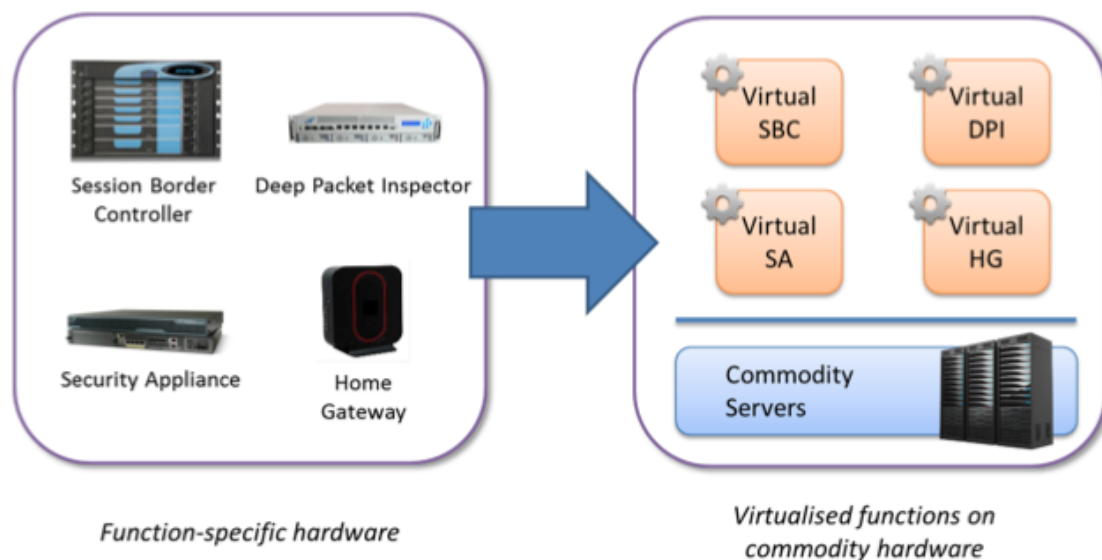 Session Border
Controller
Deep Packet Inspector
Security Appliance
Home
Gateway
Function-specific hardware
Virtual
SBC
Virtual
DPI
Virtual
SA
Virtual
HG
Commodity
Servers
Virtualised functions on
commodity hardware